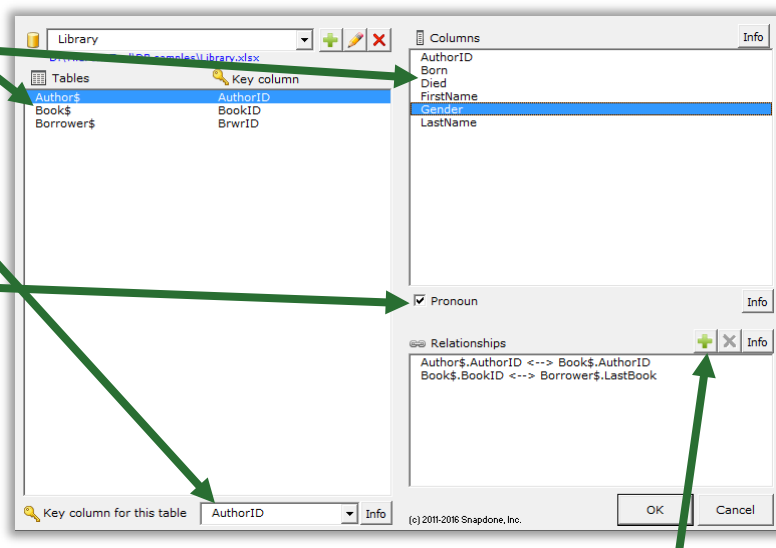 Library
Library.xlsx
Tables Key column
Author$ AuthorID
Book$ BookID
Borrower$ BrwrID
Key column for this table AuthorID Info
Columns Info
AuthorID
Born
Died
FirstName
Gender
LastName
Pronoun Info
Relationships Info
Author$.AuthorID <--> Book$.AuthorID
Book$.BookID <--> Borrower$.LastBook
OK Cancel
(c) 2011-2016 Snapdone, Inc.